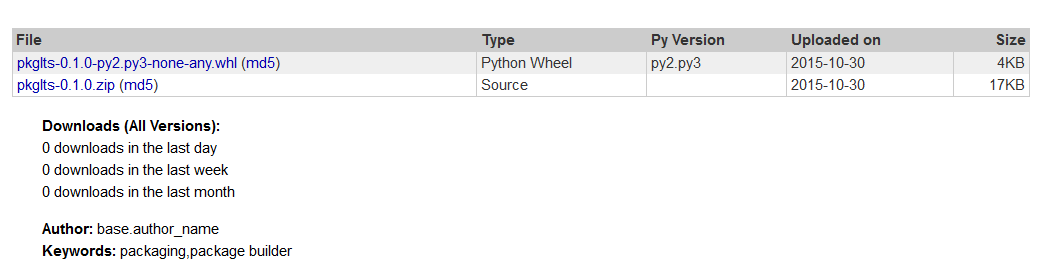 File Type Py Version Uploaded on Size
pkglts-0.1.0-py2.py3-none-any.whl (md5) Python Wheel py2.py3 2015-10-30 4KB
pkglts-0.1.0.zip (md5) Source 2015-10-30 17KB
Downloads (All Versions):
0 downloads in the last day
0 downloads in the last week
0 downloads in the last month
Author: base.author_name
Keywords: packaging,package builder